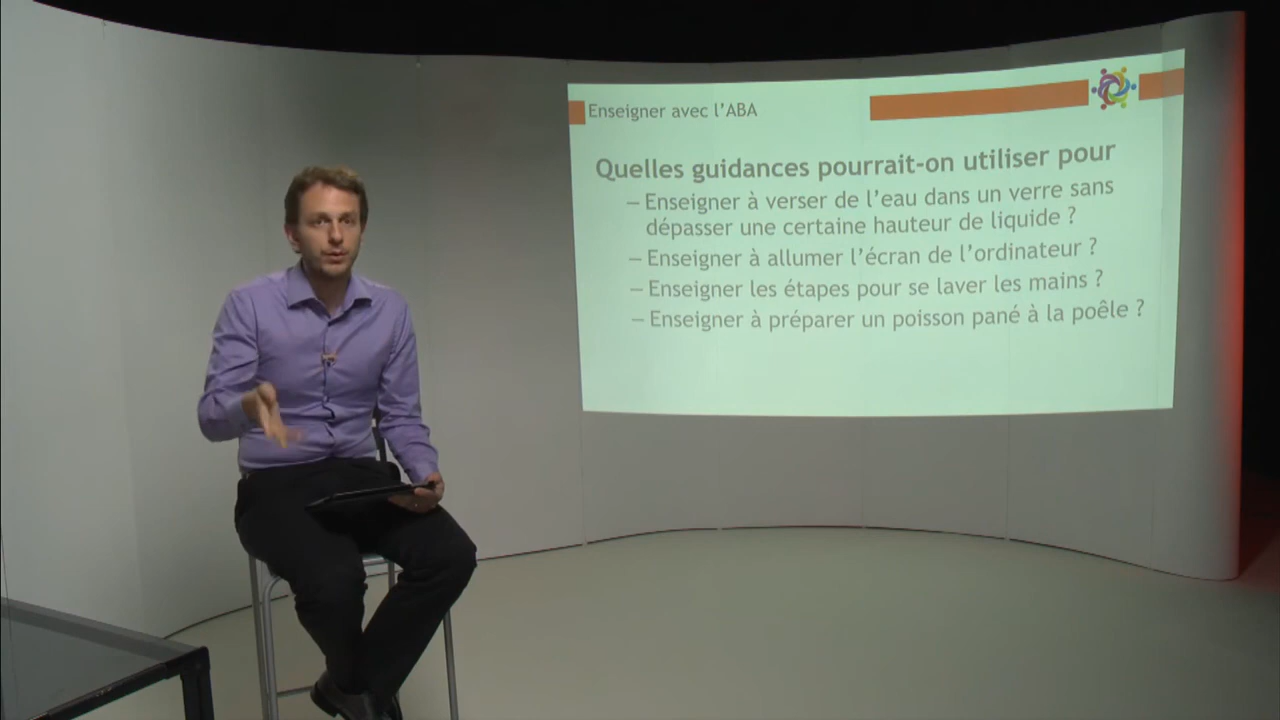 Enseigner avec l'ABA
Quelles guidances pourrait-on utiliser pour
– Enseigner à verser de l'eau dans un verre sans
dépasser une certaine hauteur de liquide ?
– Enseigner à allumer l'écran de l'ordinateur ?
– Enseigner les étapes pour se laver les mains ?
– Enseigner à préparer un poisson pané à la poêle ?